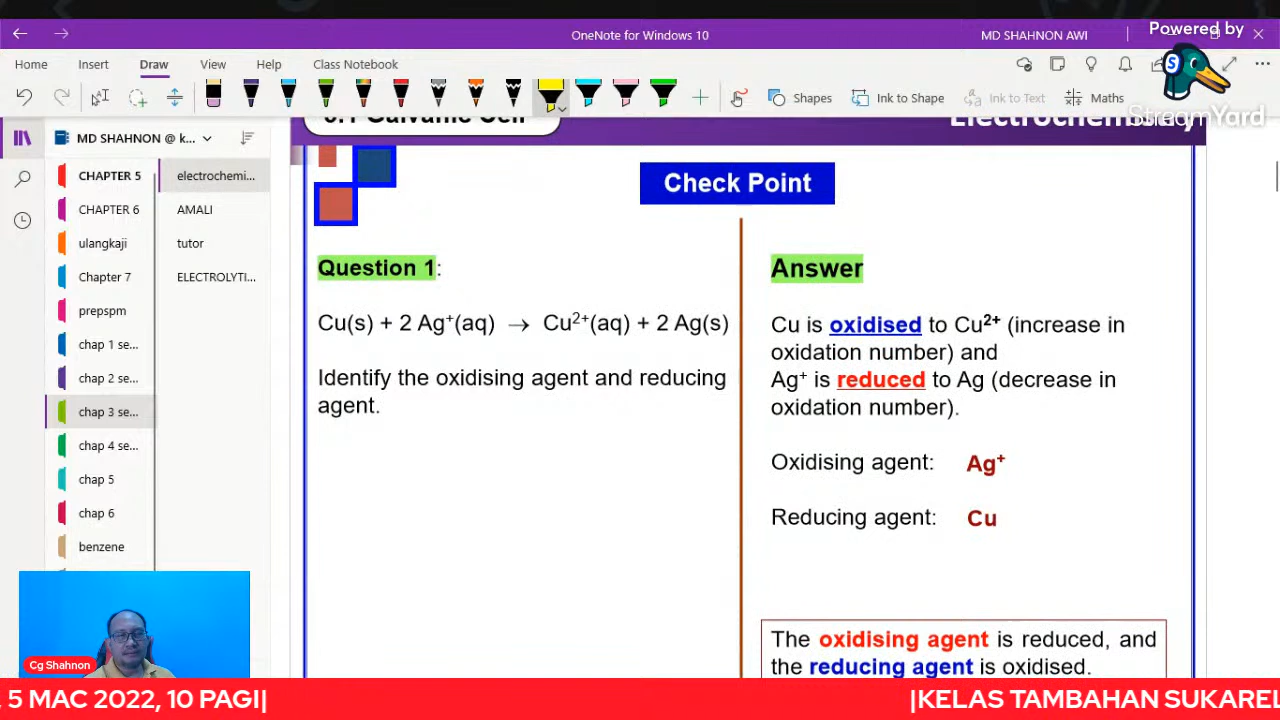 OneNote for Windows 10
MD SHAHNON AWI
Powered by
StreamYard
Home Insert Draw View Help Class Notebook
Shapes Ink to Shape Ink to Text Maths
MD SHAHNON @ k...
CHAPTER 5
CHAPTER 6
ulangkaji
Chapter 7
prepspm
chap 1 se...
chap 2 se...
chap 3 se...
chap 4 se...
chap 5
chap 6
benzene
electrochemi...
AMALI
tutor
ELECTROLYTI...
Galvanic Cell
Electrochemistry
Check Point
Question 1:
Cu(s) + 2 Ag⁺(aq) → Cu²⁺(aq) + 2 Ag(s)
Identify the oxidising agent and reducing
agent.
Answer
Cu is oxidised to Cu²⁺ (increase in
oxidation number) and
Ag⁺ is reduced to Ag (decrease in
oxidation number).
Oxidising agent: Ag⁺
Reducing agent: Cu
The oxidising agent is reduced, and
the reducing agent is oxidised.
Cg Shahnon
5 MAC 2022, 10 PAGI| |KELAS TAMBAHAN SUKAREL